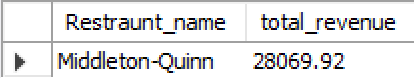 Restraunt_name total_revenue
Middleton-Quinn 28069.92